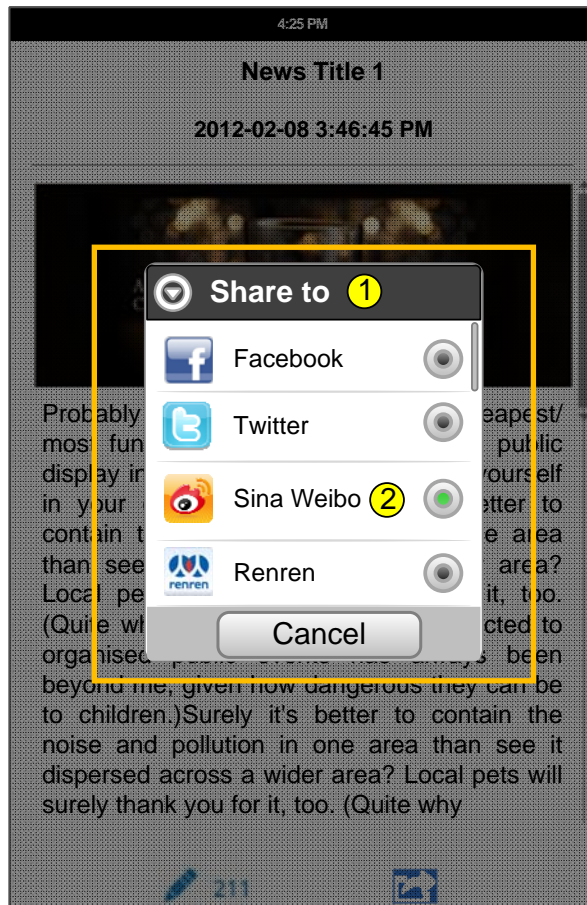 4:25 PM
News Title 1
2012-02-08 3:46:45 PM
Share to 1
f Facebook
Twitter
Sina Weibo 2
renren Renren
Cancel
Probably eapest/
most fun public
display in yourself
in your etter to
contain t e area
than see area?
Local pe it, too.
(Quite wh cted to
organised public events has always been
beyond me, given how dangerous they can be
to children.)Surely it's better to contain the
noise and pollution in one area than see it
dispersed across a wider area? Local pets will
surely thank you for it, too. (Quite why
211